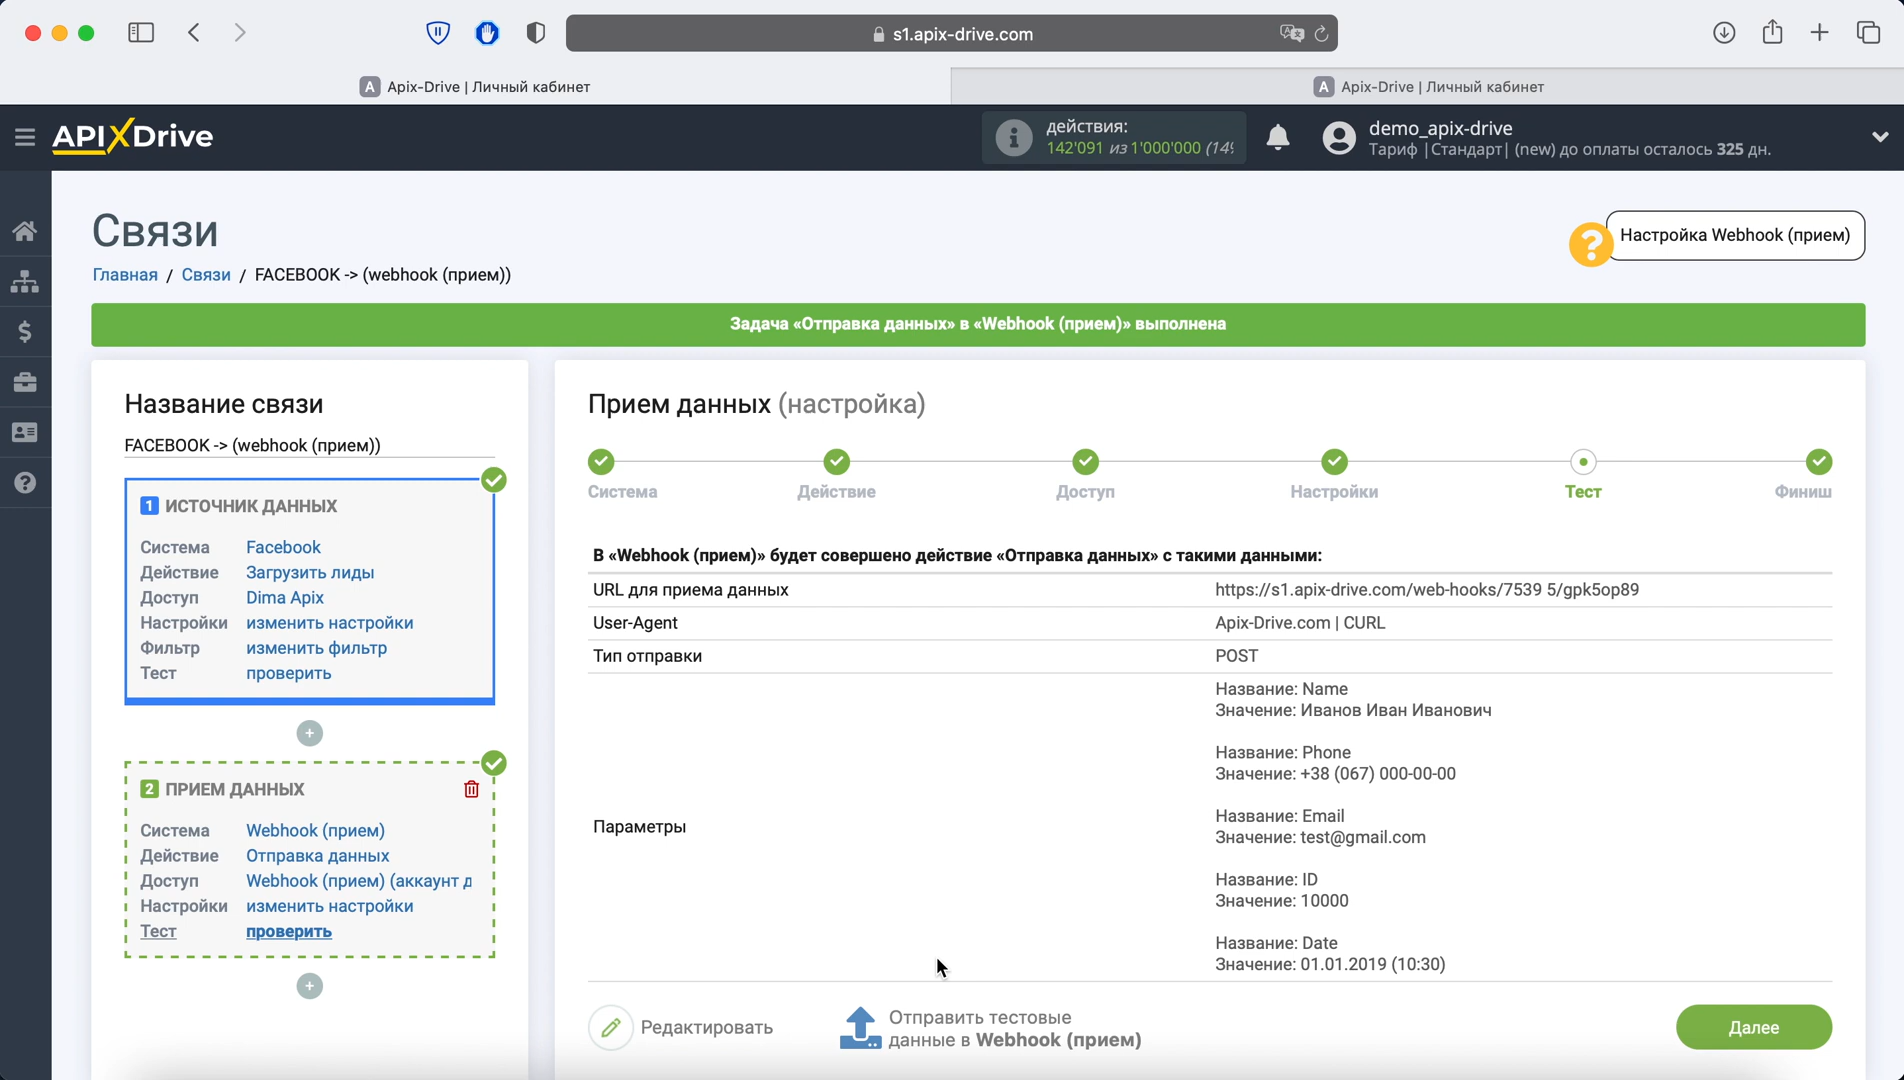 s1.apix-drive.com
A Apix-Drive | Личный кабинет
A Apix-Drive | Личный кабинет
APIXDrive
действия:
142'091 из 1'000'000 (14%
demo_apix-drive
Тариф |Стандарт| (new) до оплаты осталось 325 дн.
Связи
Настройка Webhook (прием)
Главная / Связи / FACEBOOK -> (webhook (прием))
Задача «Отправка данных» в «Webhook (прием)» выполнена
Название связи
FACEBOOK -> (webhook (прием))
1 ИСТОЧНИК ДАННЫХ
Система Facebook
Действие Загрузить лиды
Доступ Dima Apix
Настройки изменить настройки
Фильтр изменить фильтр
Тест проверить
2 ПРИЕМ ДАННЫХ
Система Webhook (прием)
Действие Отправка данных
Доступ Webhook (прием) (аккаунт
Настройки изменить настройки
Тест проверить
Прием данных (настройка)
Система Действие Доступ Настройки Тест Финиш
В «Webhook (прием)» будет совершено действие «Отправка данных» с такими данными:
URL для приема данных https://s1.apix-drive.com/web-hooks/7539 5/gpk5op89
User-Agent Apix-Drive.com | CURL
Тип отправки POST
Параметры
Название: Name
Значение: Иванов Иван Иванович
Название: Phone
Значение: +38 (067) 000-00-00
Название: Email
Значение: test@gmail.com
Название: ID
Значение: 10000
Название: Date
Значение: 01.01.2019 (10:30)
Редактировать
Отправить тестовые
данные в Webhook (прием)
Далее